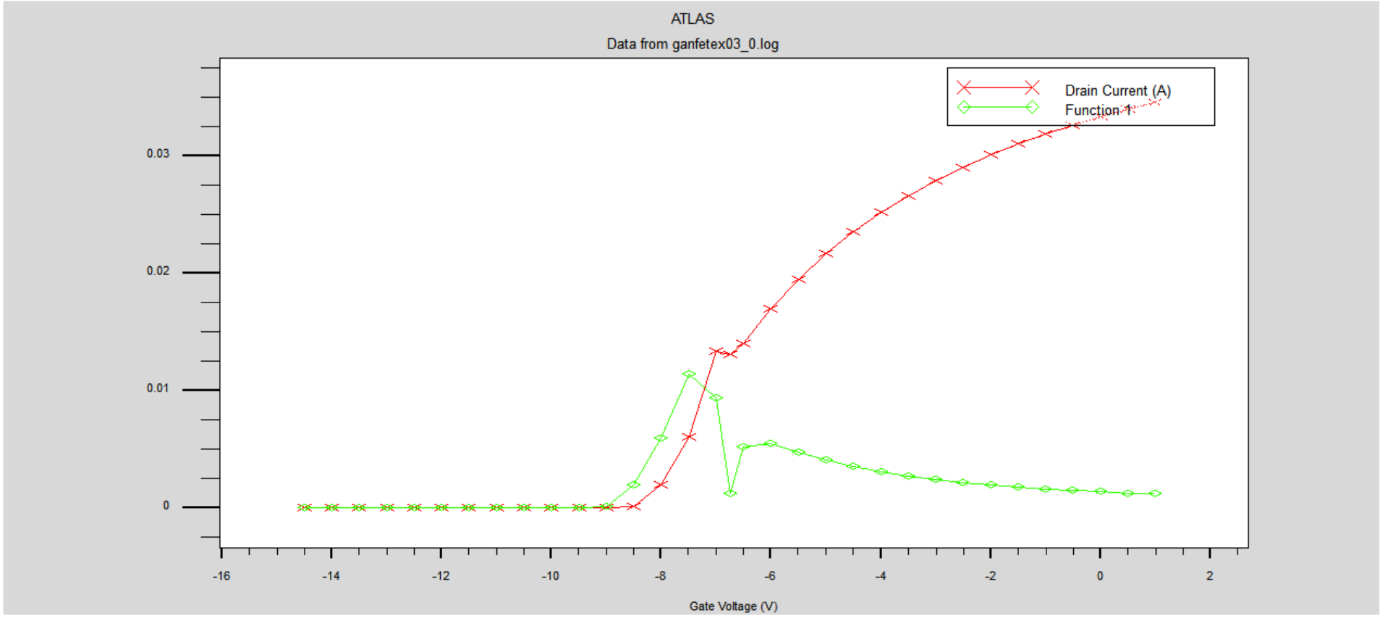 ATLAS
Data from ganfetex03_0.log
Drain Current (A)
Function 1
0.03
0.02
0.01
0
-16 -14 -12 -10 -8 -6 -4 -2 0 2
Gate Voltage (V)